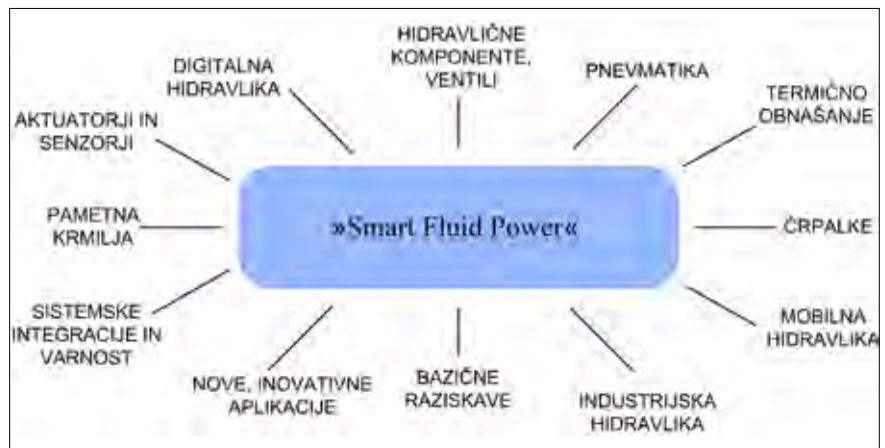 HIDRAVLIČNE
KOMPONENTE,
VENTILI
DIGITALNA
HIDRAVLIKA
PNEVMATIKA
TERMIČNO
OBNAŠANJE
AKTUATORJI IN
SENZORJI
PAMETNA
KRMILJA
»Smart Fluid Power«
ČRPALKE
SISTEMSKE
INTEGRACIJE IN
VARNOST
MOBILNA
HIDRAVLIKA
NOVE, INOVATIVNE
APLIKACIJE
BAZIČNE
RAZISKAVE
INDUSTRIJSKA
HIDRAVLIKA